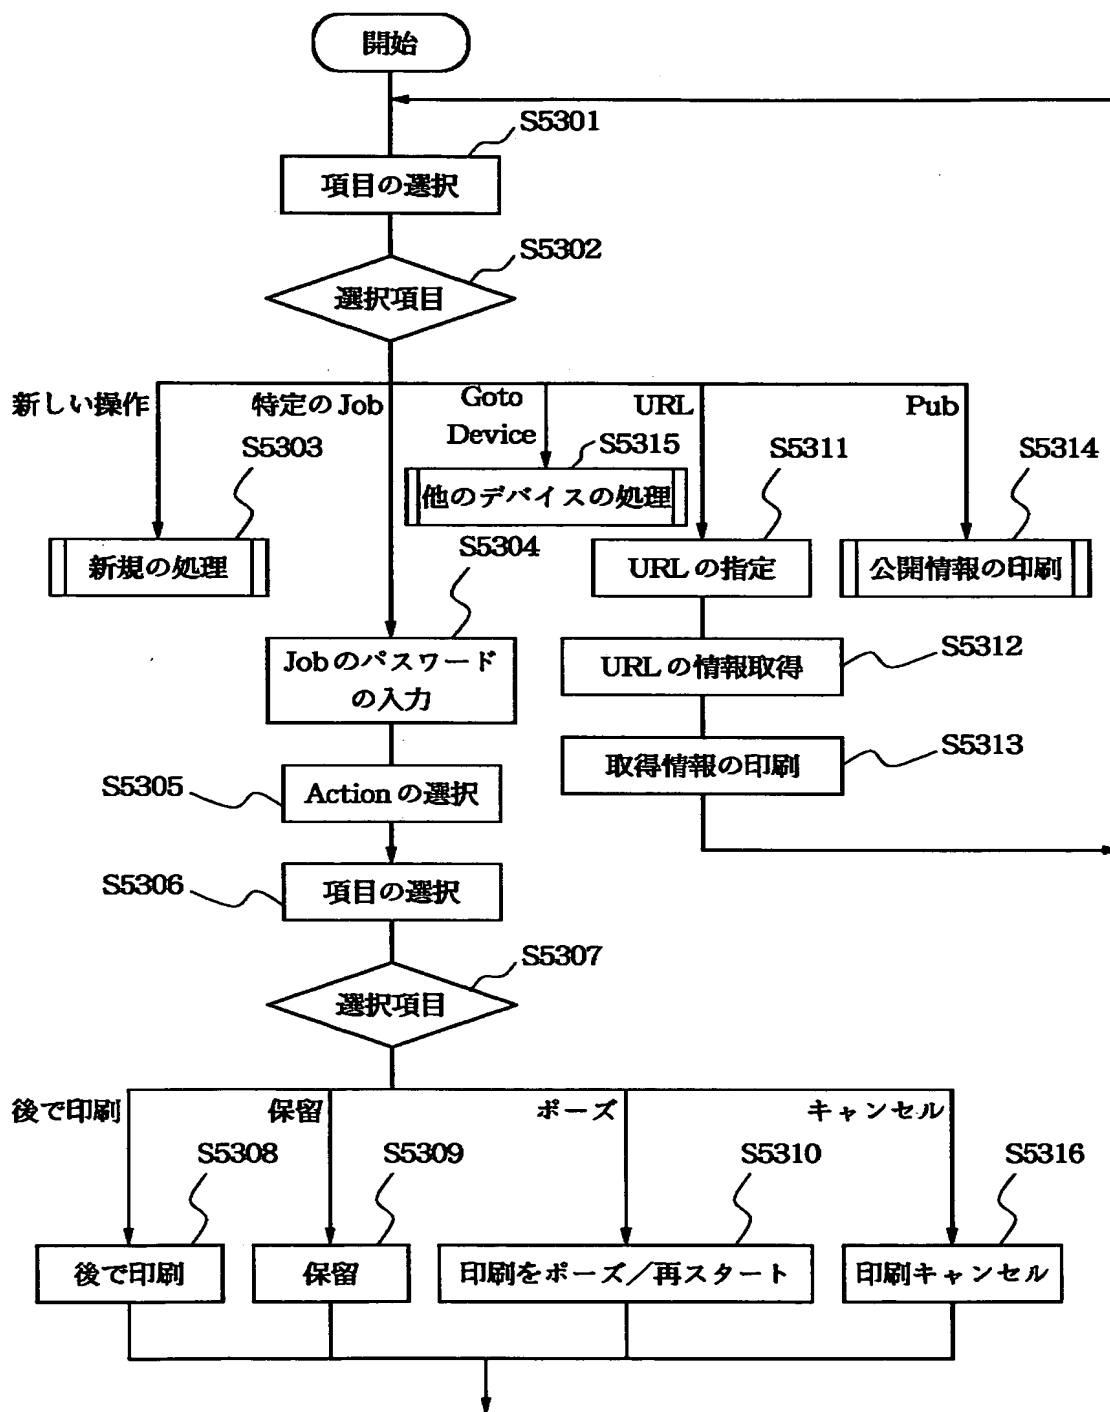 開始
S5301
項目の選択
S5302
選択項目
新しい操作
特定のJob
Goto
Device
URL
Pub
S5303
S5315
S5311
S5314
他のデバイスの処理
S5304
新規の処理
URLの指定
公開情報の印刷
Jobのパスワード
の入力
URLの情報取得
S5312
S5305
Actionの選択
取得情報の印刷
S5313
S5306
項目の選択
S5307
選択項目
後で印刷
保留
ポーズ
キャンセル
S5308
S5309
S5310
S5316
後で印刷
保留
印刷をポーズ/再スタート
印刷キャンセル